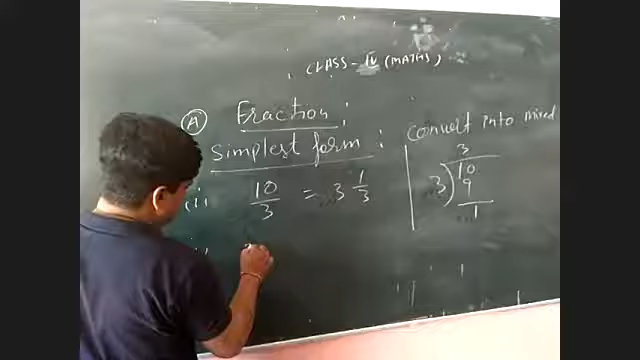 CLASS - IV (MATHS)
(A) Fraction :
Simplest form : Convert into mixed
(i) 10/3 = 3 1/3
3
3)10
9
1